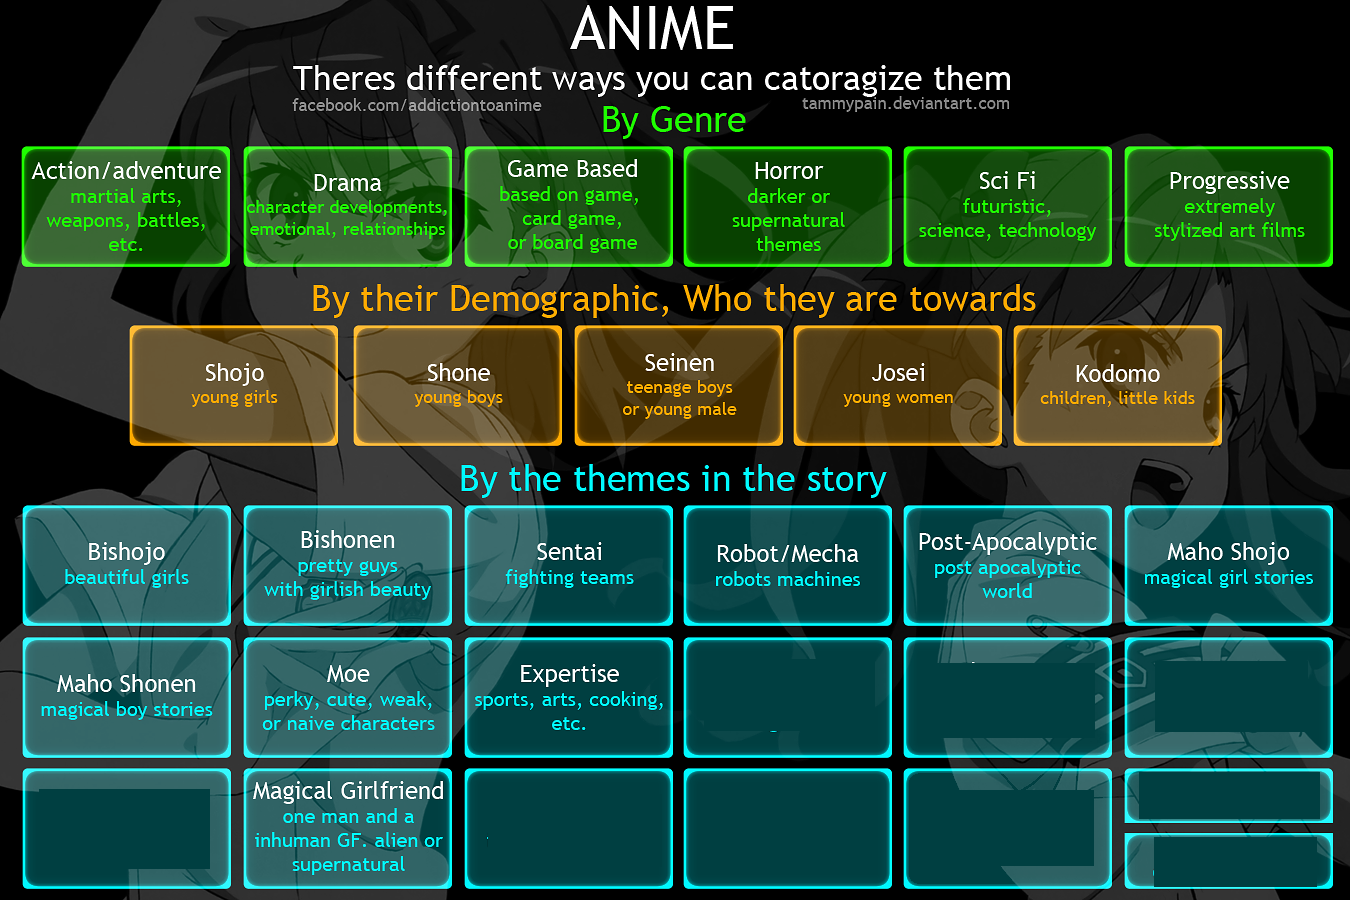 ANIME
Theres different ways you can catoragize them
facebook.com/addictiontoanime
tammypain.deviantart.com
By Genre
Action/adventure
martial arts,
weapons, battles,
etc.
Drama
character developments,
emotional, relationships
Game Based
based on game,
card game,
or board game
Horror
darker or
supernatural
themes
Sci Fi
futuristic,
science, technology
Progressive
extremely
stylized art films
By their Demographic, Who they are towards
Shojo
young girls
Shone
young boys
Seinen
teenage boys
or young male
Josei
young women
Kodomo
children, little kids
By the themes in the story
Bishojo
beautiful girls
Bishonen
pretty guys
with girlish beauty
Sentai
fighting teams
Robot/Mecha
robots machines
Post-Apocalyptic
post apocalyptic
world
Maho Shojo
magical girl stories
Maho Shonen
magical boy stories
Moe
perky, cute, weak,
or naive characters
Expertise
sports, arts, cooking,
etc.
Magical Girlfriend
one man and a
inhuman GF. alien or
supernatural